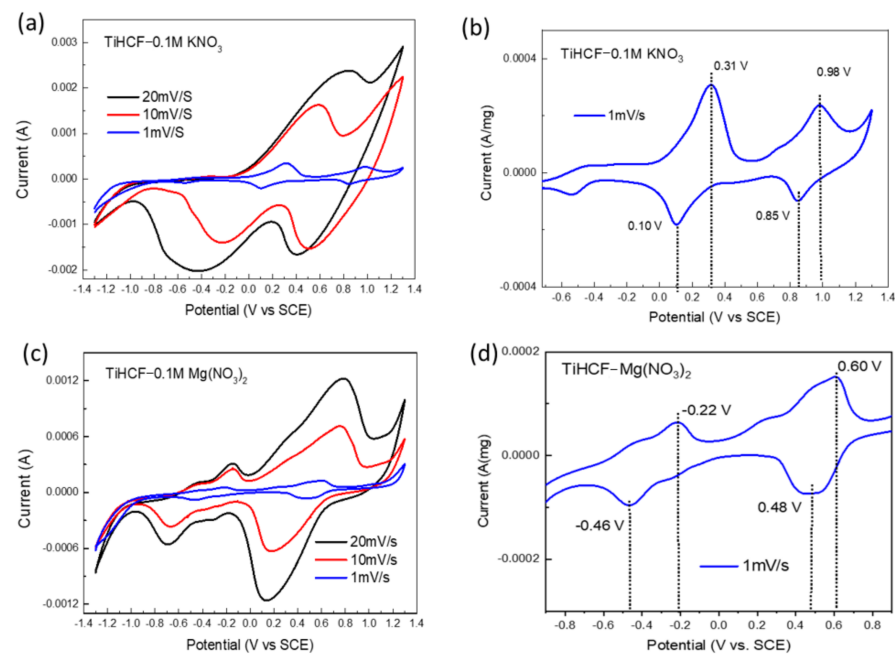 (a)
TiHCF−0.1M KNO3
20mV/S
10mV/S
1mV/S
0.003
0.002
0.001
0.000
-0.001
-0.002
Current (A)
-1.4 -1.2 -1.0 -0.8 -0.6 -0.4 -0.2 0.0 0.2 0.4 0.6 0.8 1.0 1.2 1.4
Potential (V vs SCE)
(b)
TiHCF−0.1M KNO3
1mV/s
0.31 V
0.98 V
0.10 V
0.85 V
0.0004
0.0000
-0.0004
Current (A/mg)
-0.6 -0.4 -0.2 0.0 0.2 0.4 0.6 0.8 1.0 1.2 1.4
Potential (V vs SCE)
(c)
TiHCF−0.1M Mg(NO3)2
20mV/s
10mV/s
1mV/s
0.0012
0.0006
0.0000
-0.0006
-0.0012
Current (A)
-1.4 -1.2 -1.0 -0.8 -0.6 -0.4 -0.2 0.0 0.2 0.4 0.6 0.8 1.0 1.2 1.4
Potential (V vs SCE)
(d)
TiHCF−Mg(NO3)2
0.60 V
-0.22 V
-0.46 V
0.48 V
1mV/s
0.0002
0.0000
-0.0002
Current (A(mg)
-0.8 -0.6 -0.4 -0.2 0.0 0.2 0.4 0.6 0.8
Potential (V vs. SCE)